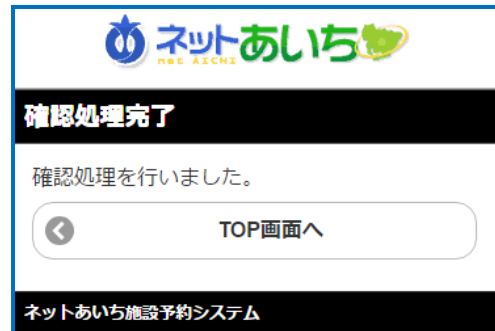 ネットあいち
net AICHI
確認処理完了
確認処理を行いました。
TOP画面へ
ネットあいち施設予約システム